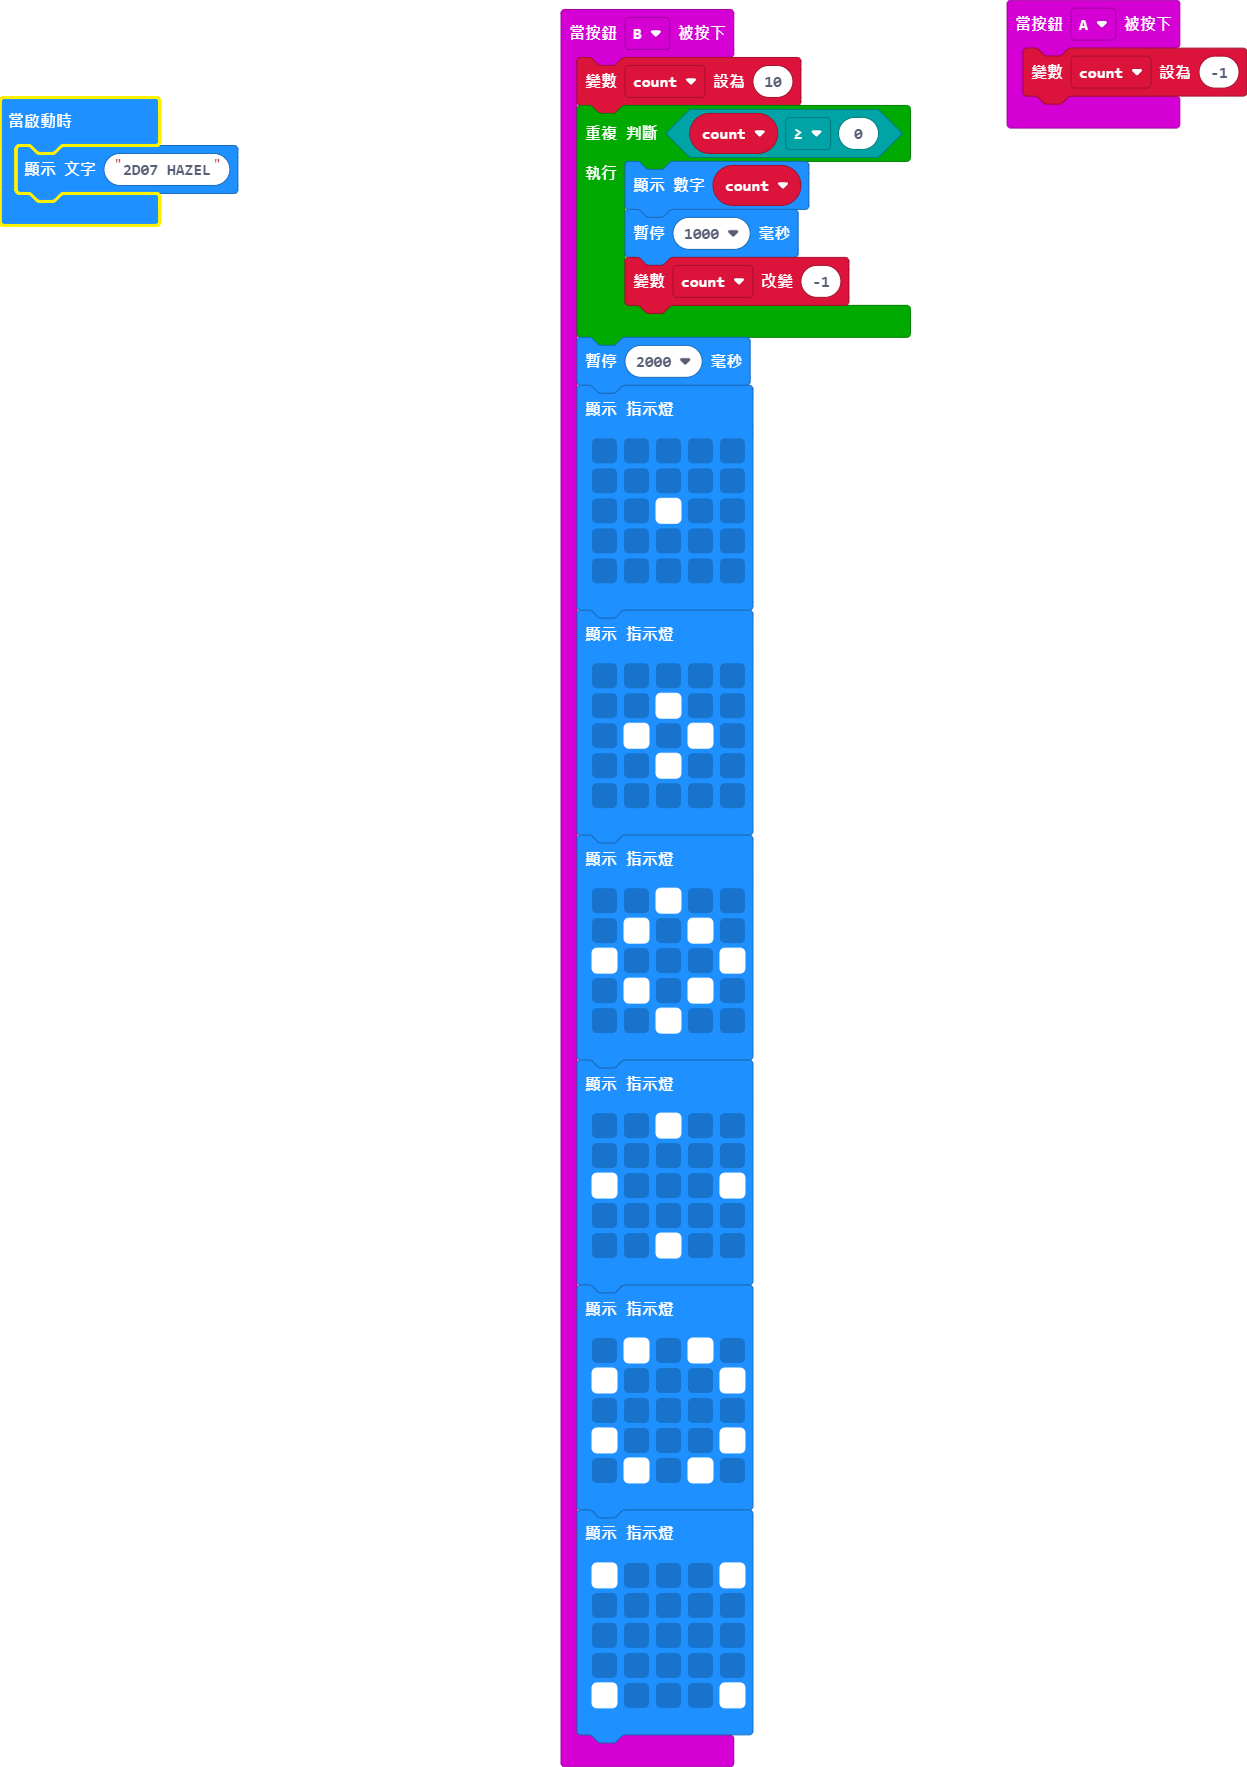 當啟動時
顯示 文字 "2D07 HAZEL"
當按鈕 B 被按下
變數 count 設為 10
重複 判斷 count ≥ 0
執行
顯示 數字 count
暫停 1000 毫秒
變數 count 改變 -1
暫停 2000 毫秒
顯示 指示燈
顯示 指示燈
顯示 指示燈
顯示 指示燈
顯示 指示燈
顯示 指示燈
當按鈕 A 被按下
變數 count 設為 -1